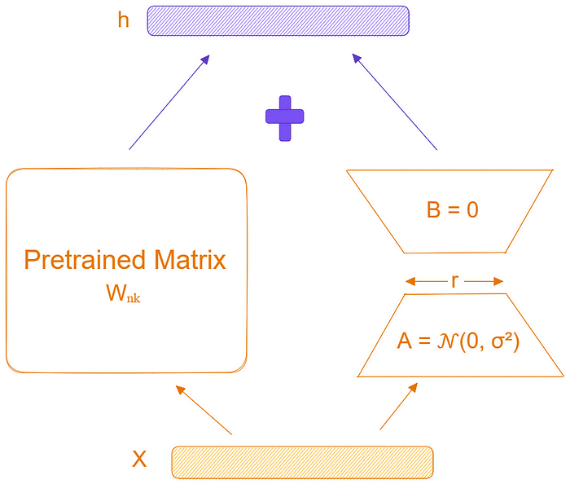 h
Pretrained Matrix
Wₙₖ
B = 0
r
A = 𝒩(0, σ²)
X